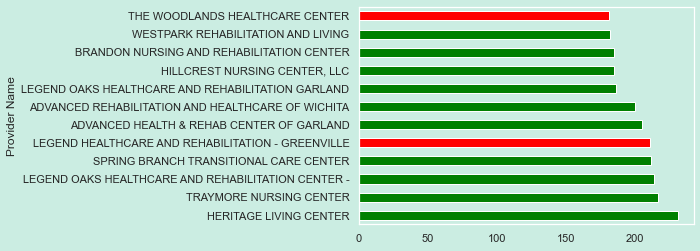 THE WOODLANDS HEALTHCARE CENTER
WESTPARK REHABILITATION AND LIVING
BRANDON NURSING AND REHABILITATION CENTER
HILLCREST NURSING CENTER, LLC
LEGEND OAKS HEALTHCARE AND REHABILITATION GARLAND
ADVANCED REHABILITATION AND HEALTHCARE OF WICHITA
ADVANCED HEALTH & REHAB CENTER OF GARLAND
LEGEND HEALTHCARE AND REHABILITATION - GREENVILLE
SPRING BRANCH TRANSITIONAL CARE CENTER
LEGEND OAKS HEALTHCARE AND REHABILITATION CENTER -
TRAYMORE NURSING CENTER
HERITAGE LIVING CENTER
Provider Name
0 50 100 150 200